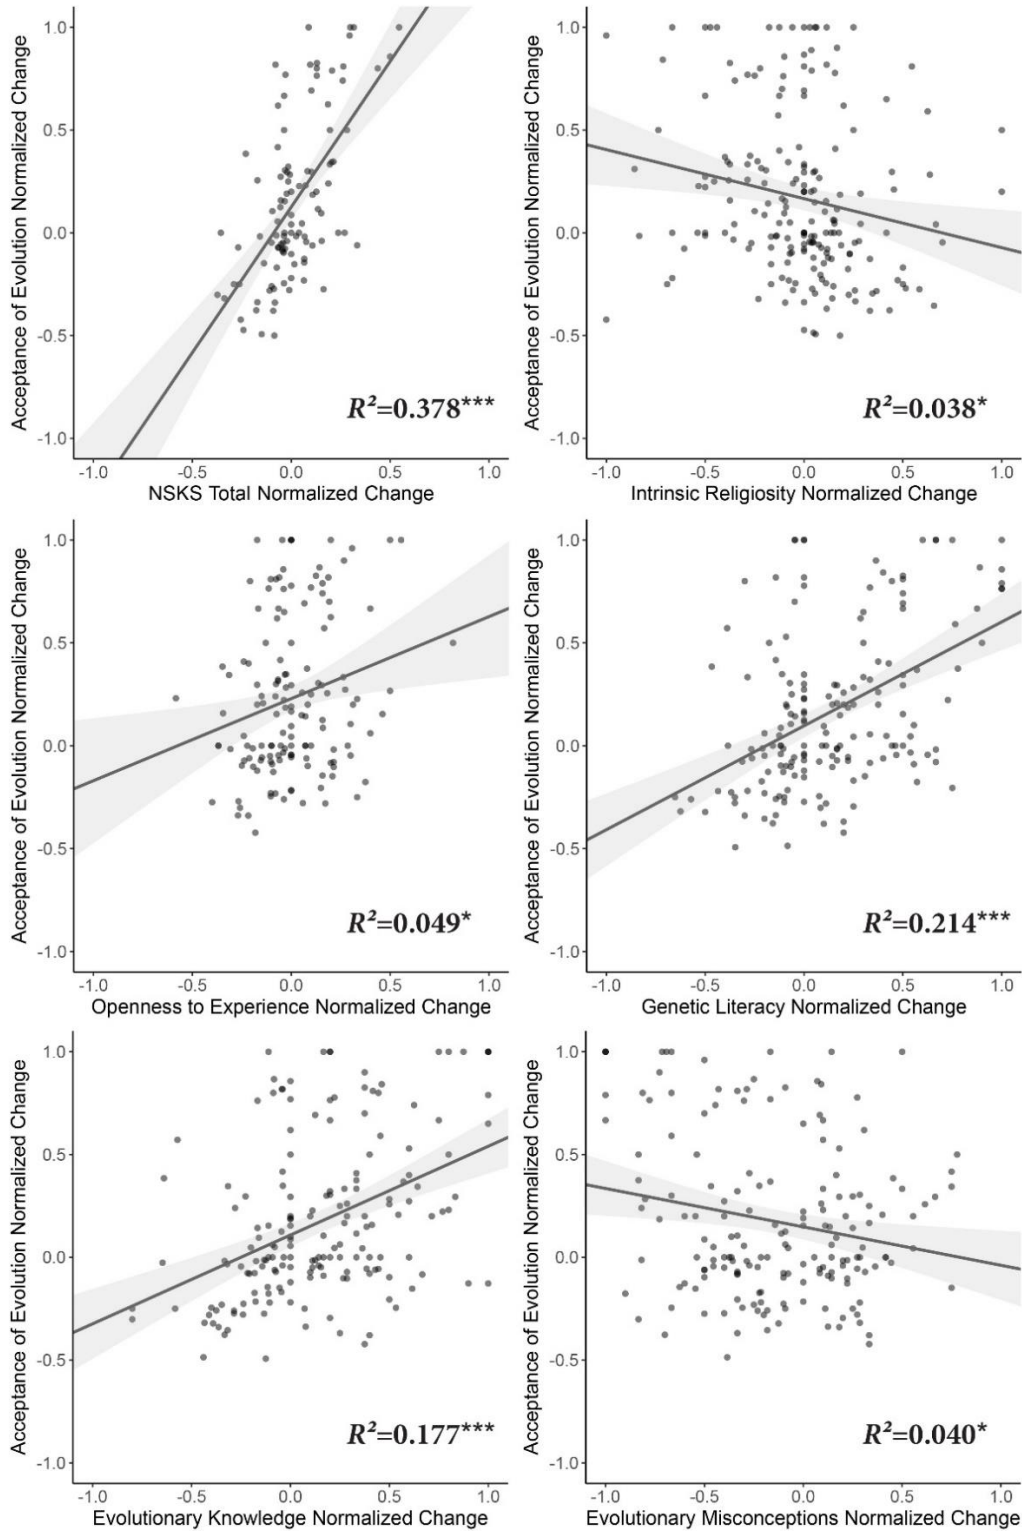 Acceptance of Evolution Normalized Change
1.0
0.5
0.0
-0.5
-1.0
R²=0.378***
-1.0 -0.5 0.0 0.5 1.0
NSKS Total Normalized Change
Acceptance of Evolution Normalized Change
1.0
0.5
0.0
-0.5
-1.0
R²=0.038*
-1.0 -0.5 0.0 0.5 1.0
Intrinsic Religiosity Normalized Change
Acceptance of Evolution Normalized Change
1.0
0.5
0.0
-0.5
-1.0
R²=0.049*
-1.0 -0.5 0.0 0.5 1.0
Openness to Experience Normalized Change
Acceptance of Evolution Normalized Change
1.0
0.5
0.0
-0.5
-1.0
R²=0.214***
-1.0 -0.5 0.0 0.5 1.0
Genetic Literacy Normalized Change
Acceptance of Evolution Normalized Change
1.0
0.5
0.0
-0.5
-1.0
R²=0.177***
-1.0 -0.5 0.0 0.5 1.0
Evolutionary Knowledge Normalized Change
Acceptance of Evolution Normalized Change
1.0
0.5
0.0
-0.5
-1.0
R²=0.040*
-1.0 -0.5 0.0 0.5 1.0
Evolutionary Misconceptions Normalized Change